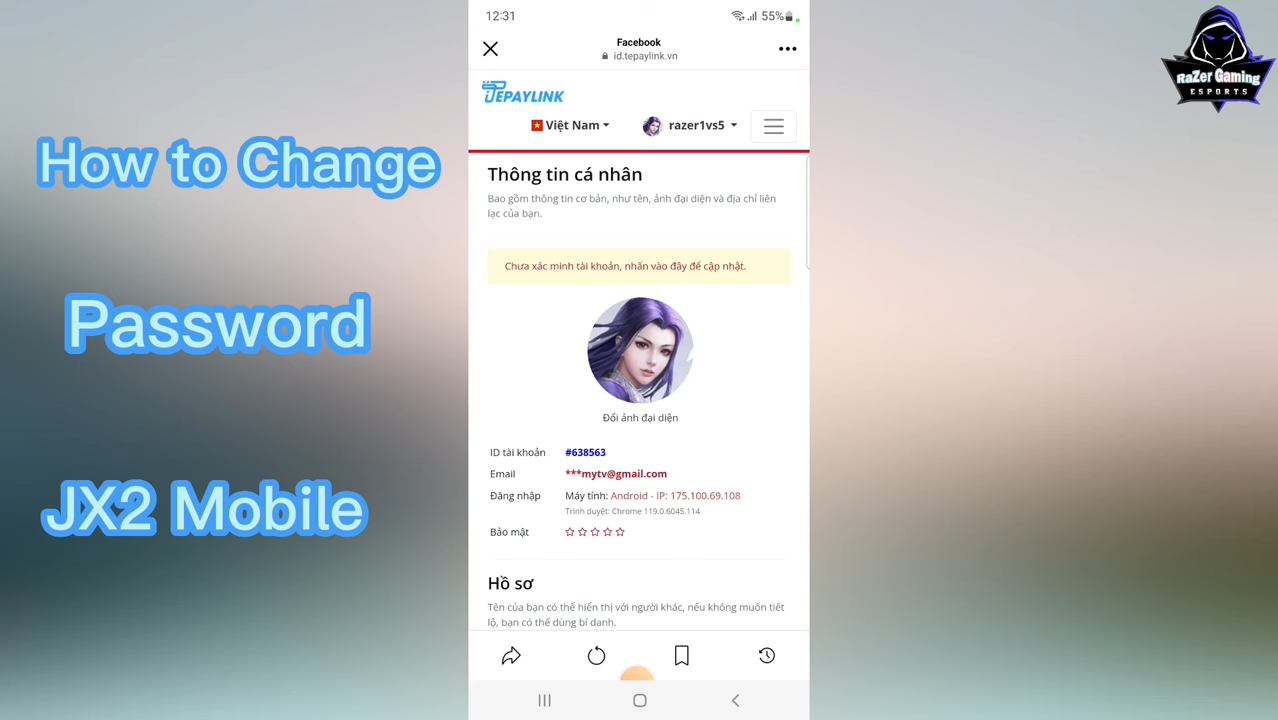 12:31
55%
Facebook
id.tepaylink.vn
TEPAYLINK
Việt Nam
razer1vs5
Thông tin cá nhân
Bao gồm thông tin cơ bản, như tên, ảnh đại diện và địa chỉ liên
lạc của bạn.
Chưa xác minh tài khoản, nhấn vào đây để cập nhật.
Đổi ảnh đại diện
ID tài khoản #638563
Email ***mytv@gmail.com
Đăng nhập Máy tính: Android - IP: 175.100.69.108
Trình duyệt: Chrome 119.0.6045.114
Bảo mật
Hồ sơ
Tên của bạn có thể hiển thị với người khác, nếu không muốn tiết
lộ, bạn có thể dùng bí danh.
How to Change
Password
JX2 Mobile
RaZer Gaming
ESPORTS